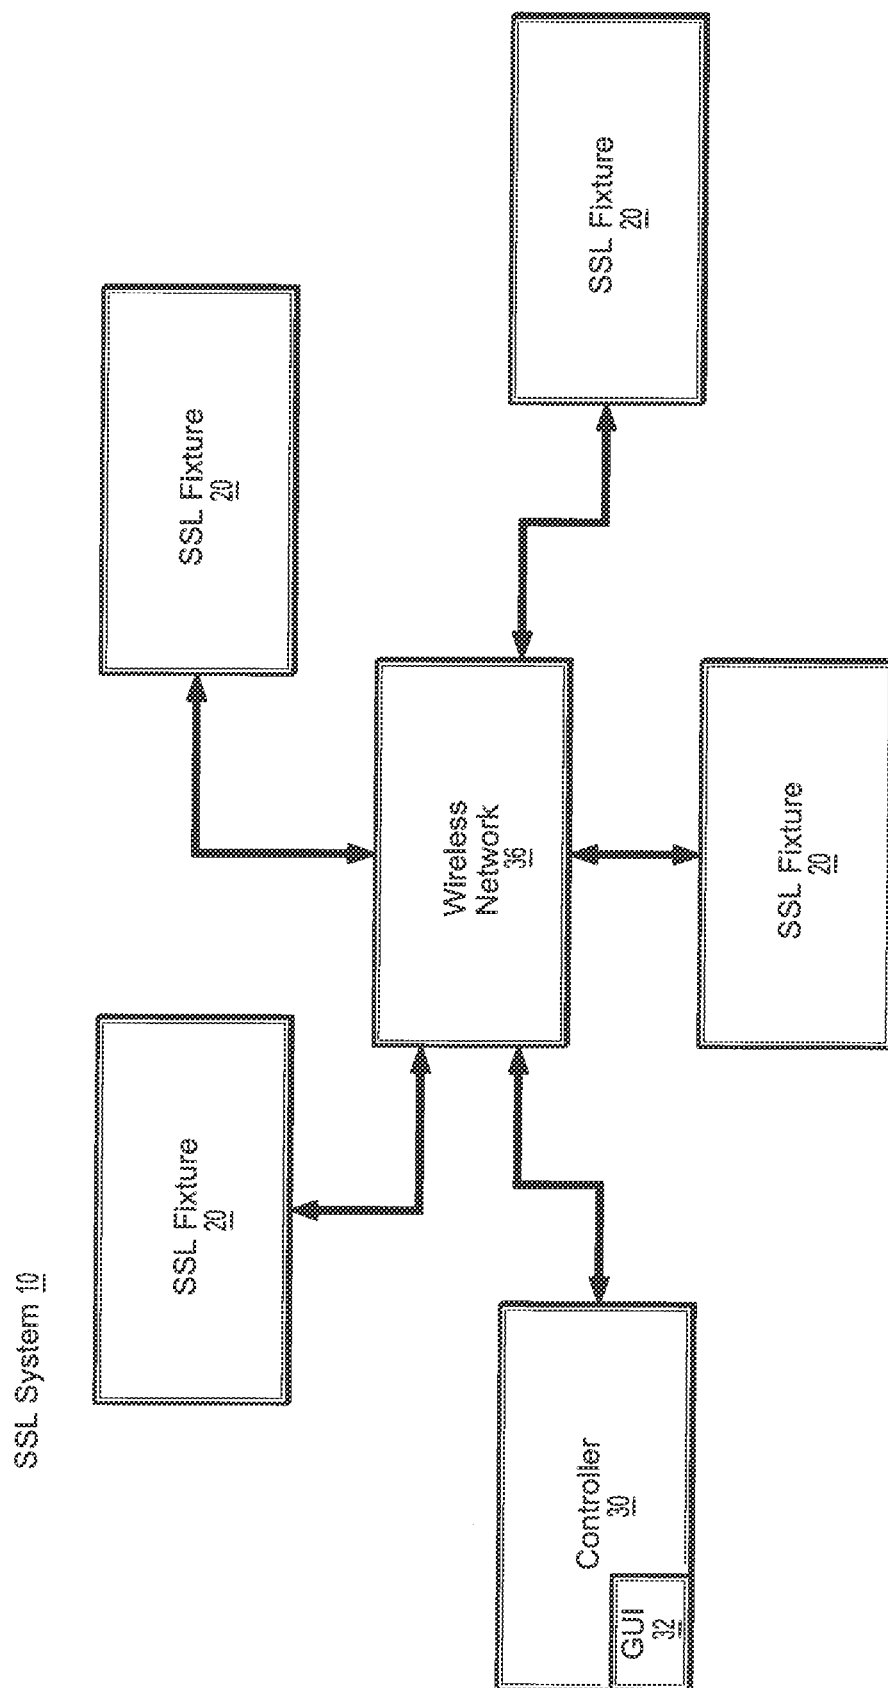 SSL System 10
SSL Fixture
20
SSL Fixture
20
Wireless
Network
36
Controller
30
GUI
32
SSL Fixture
20
SSL Fixture
20